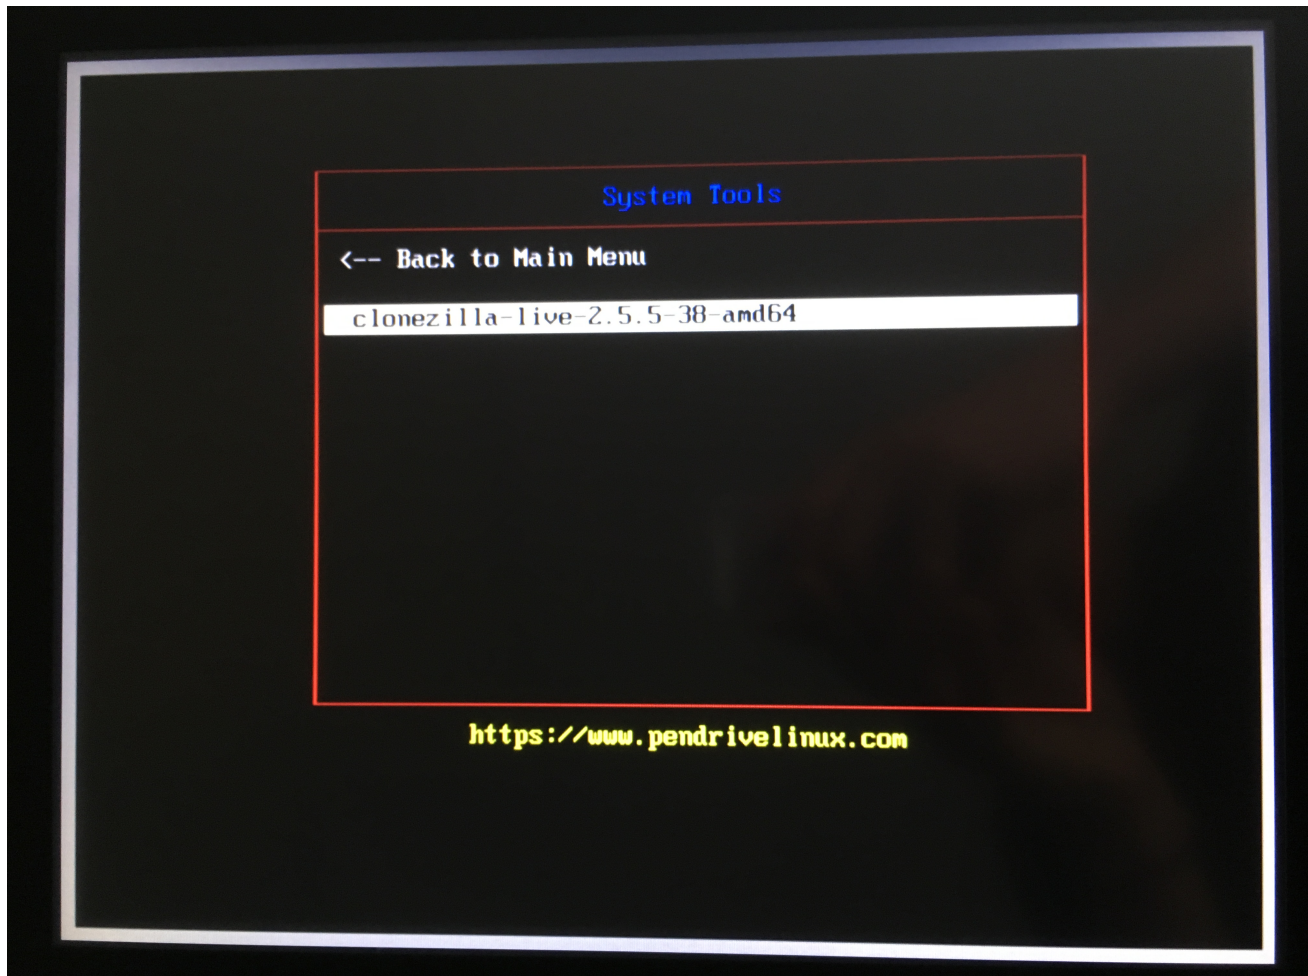 System Tools
<-- Back to Main Menu
clonezilla-live-2.5.5-38-amd64
https://www.pendrivelinux.com